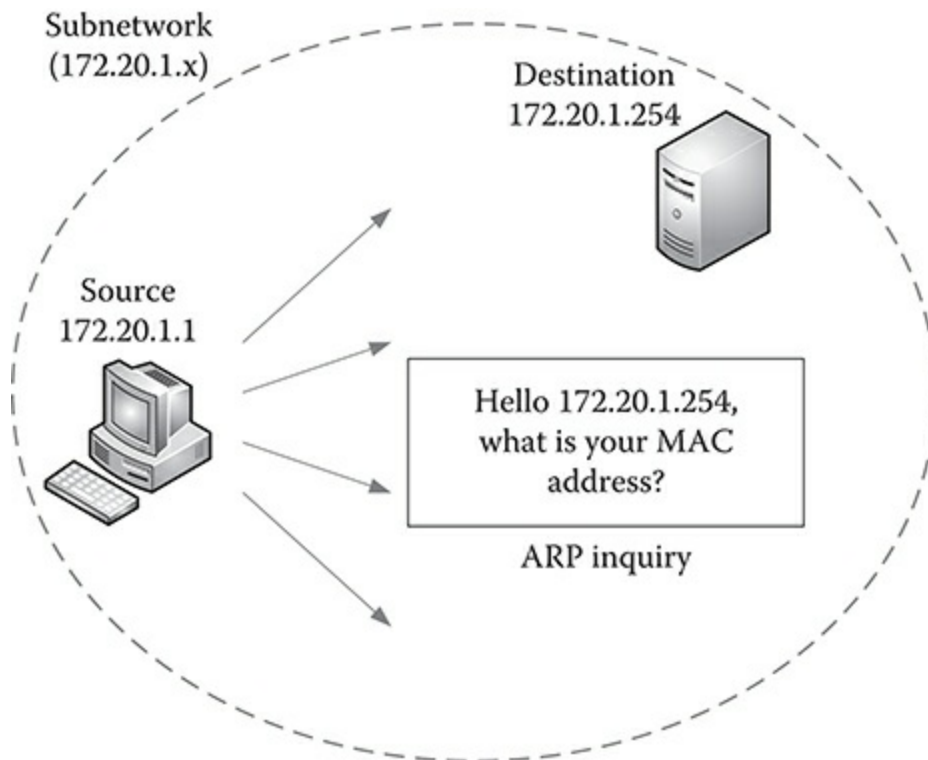 Subnetwork
(172.20.1.x)
Destination
172.20.1.254
Source
172.20.1.1
Hello 172.20.1.254,
what is your MAC
address?
ARP inquiry